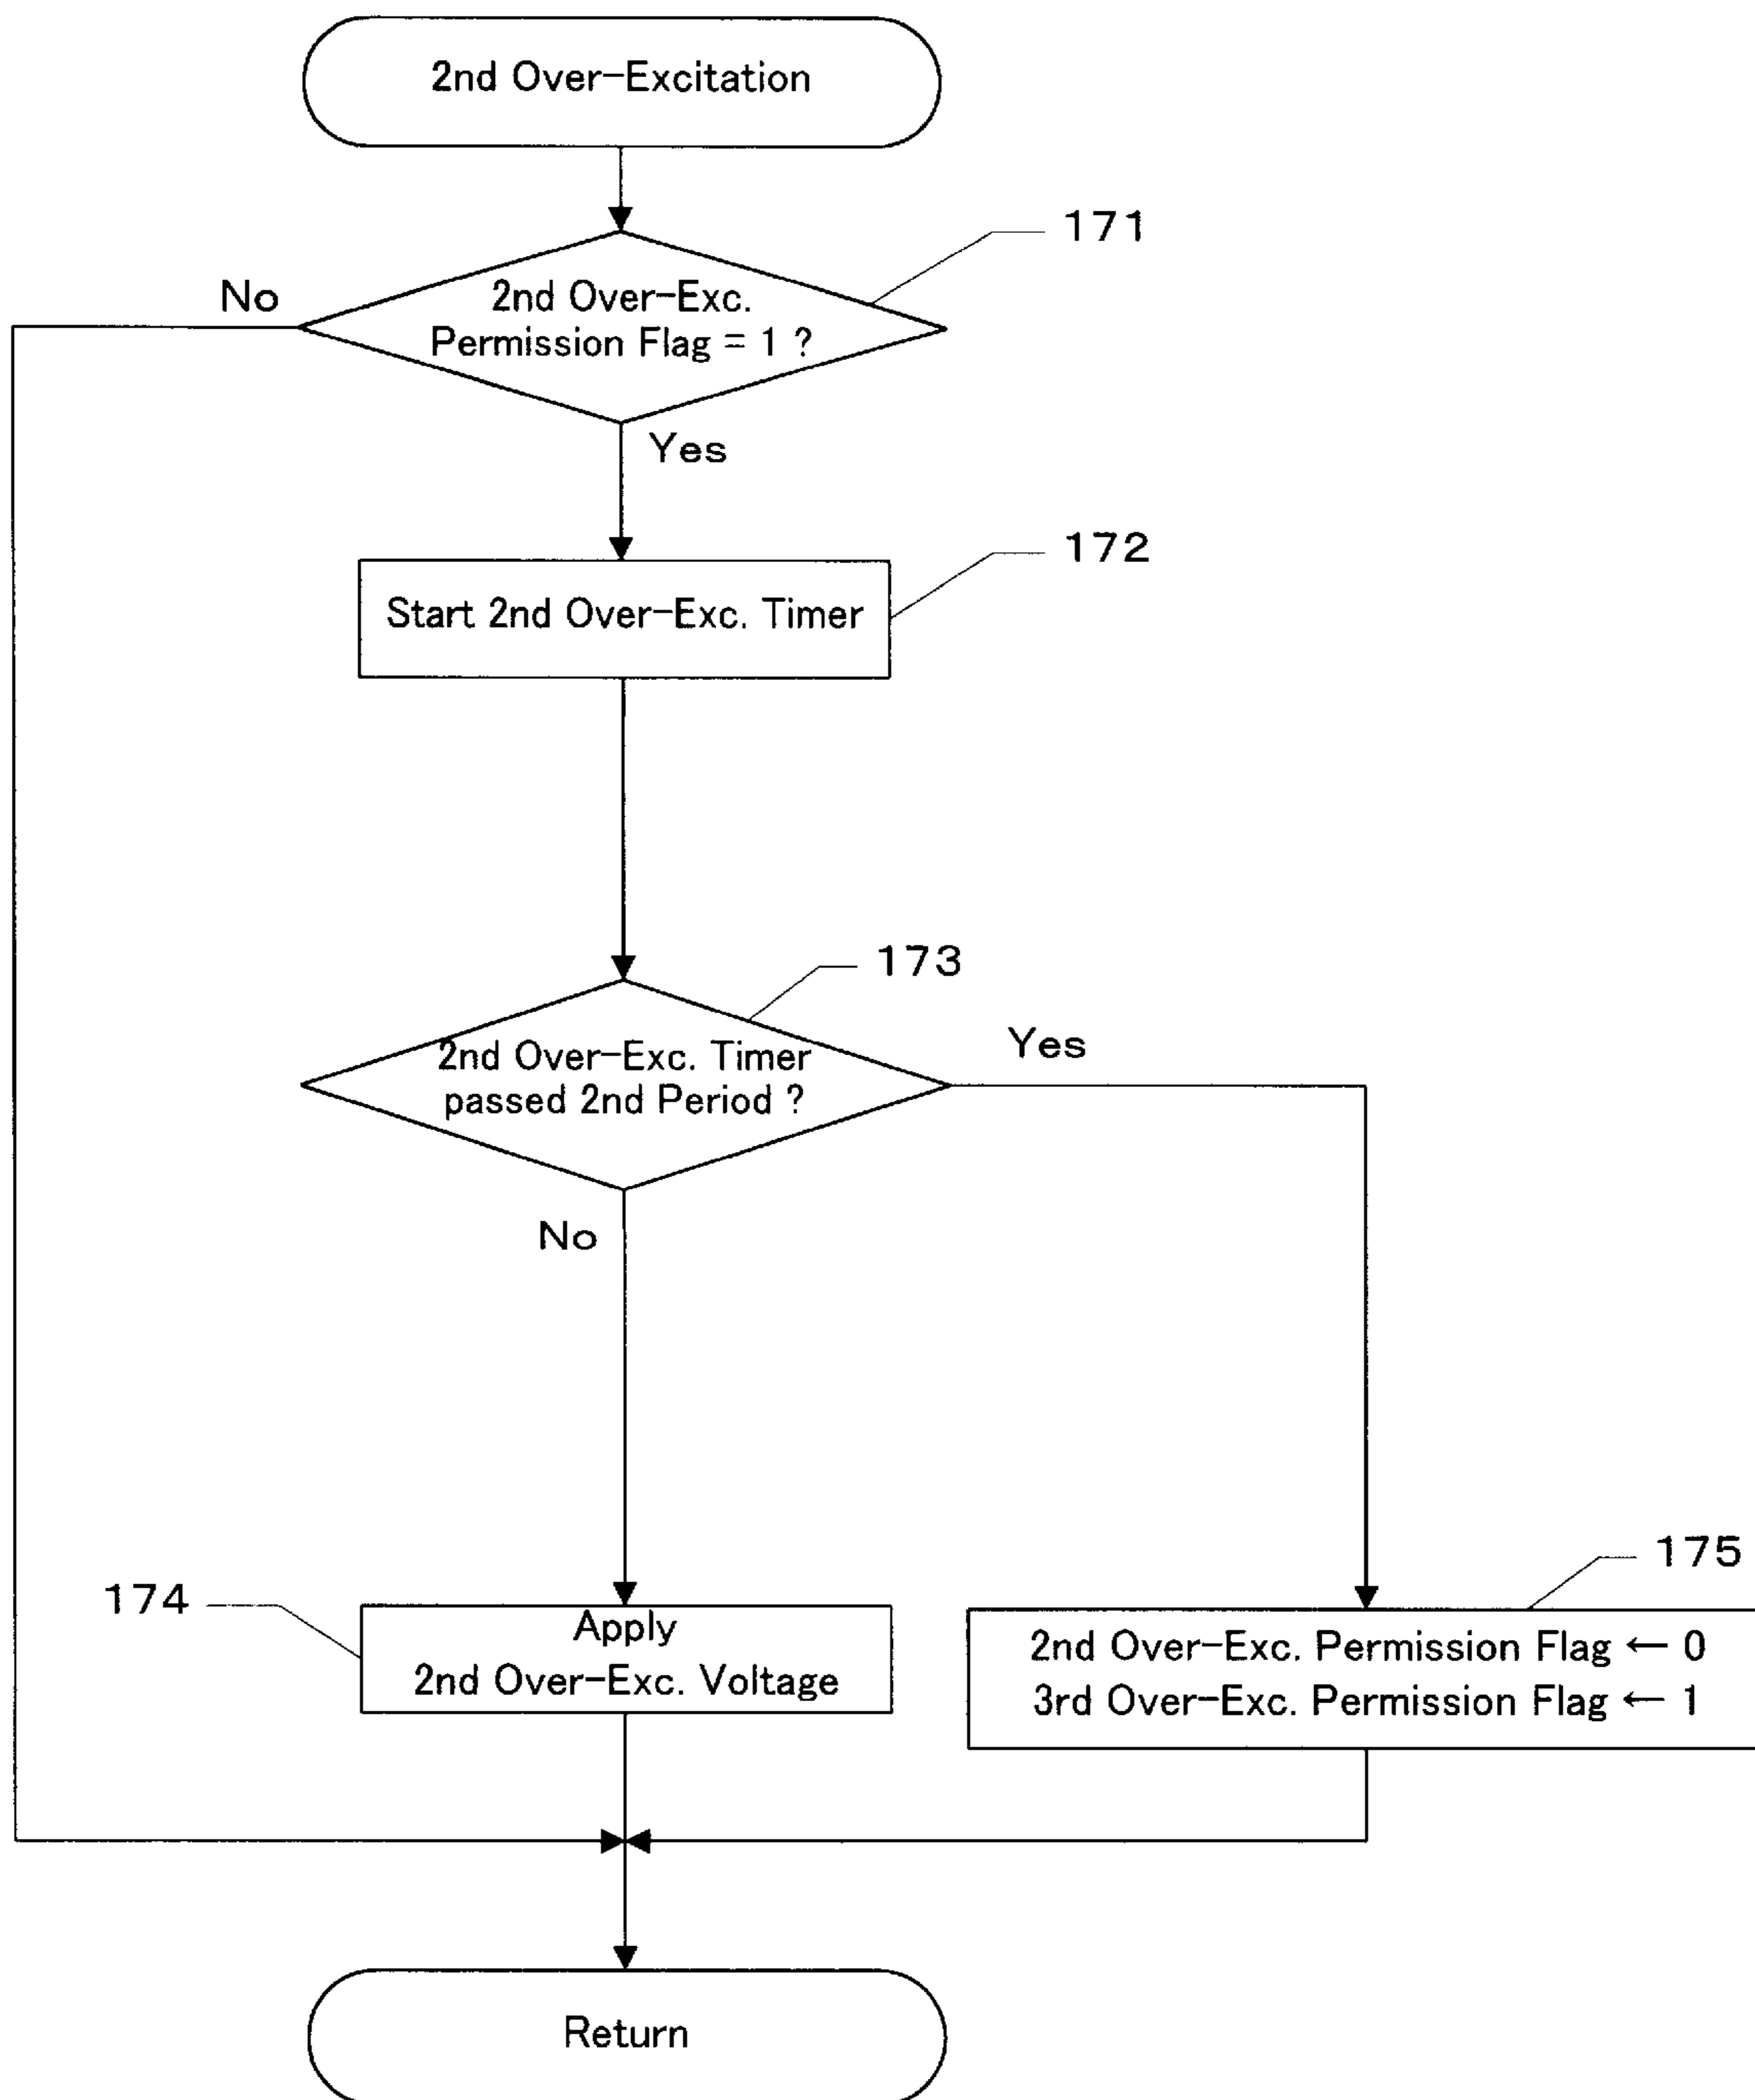 2nd Over-Excitation
171
No
2nd Over-Exc.
Permission Flag = 1 ?
Yes
172
Start 2nd Over-Exc. Timer
173
2nd Over-Exc. Timer
passed 2nd Period ?
Yes
No
174
Apply
2nd Over-Exc. Voltage
175
2nd Over-Exc. Permission Flag ← 0
3rd Over-Exc. Permission Flag ← 1
Return